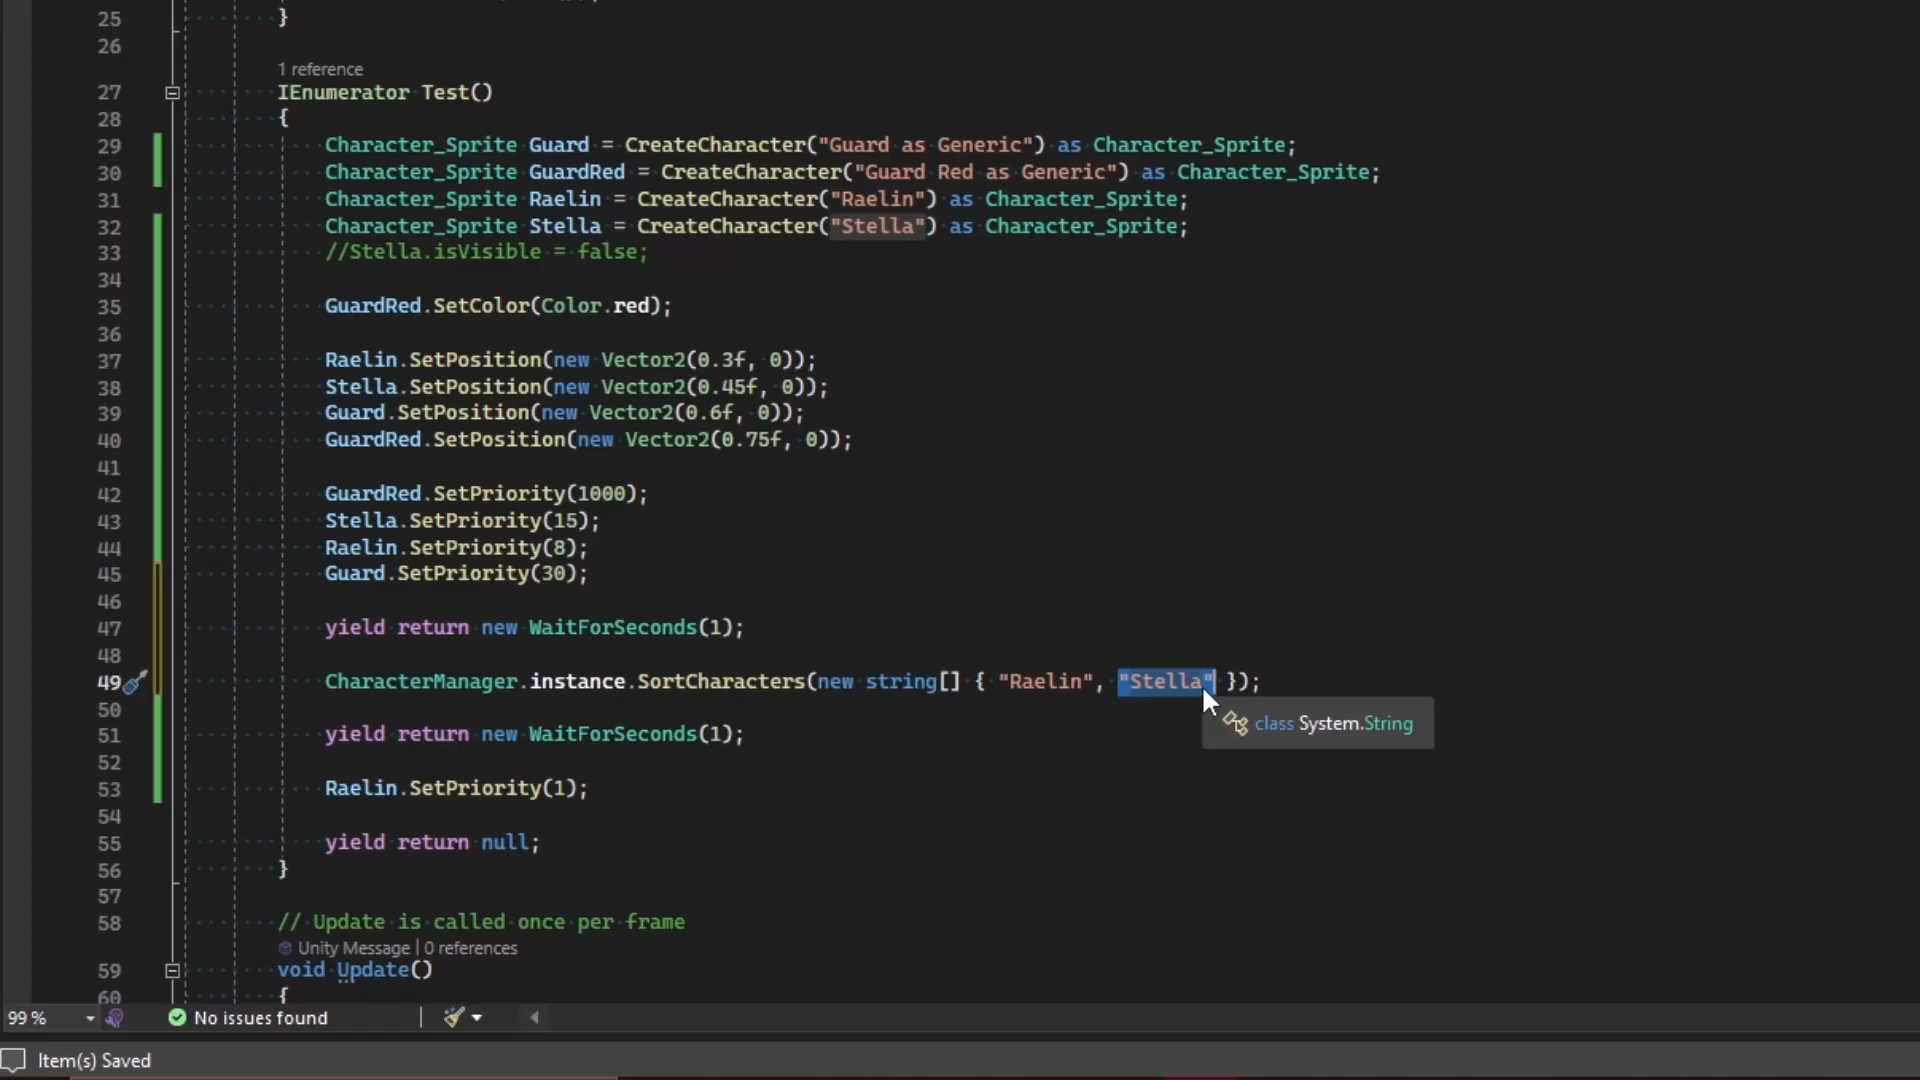 25 }
26
1 reference
27 IEnumerator Test()
28 {
29 Character_Sprite Guard = CreateCharacter("Guard as Generic") as Character_Sprite;
30 Character_Sprite GuardRed = CreateCharacter("Guard Red as Generic") as Character_Sprite;
31 Character_Sprite Raelin = CreateCharacter("Raelin") as Character_Sprite;
32 Character_Sprite Stella = CreateCharacter("Stella") as Character_Sprite;
33 //Stella.isVisible = false;
34
35 GuardRed.SetColor(Color.red);
36
37 Raelin.SetPosition(new Vector2(0.3f, 0));
38 Stella.SetPosition(new Vector2(0.45f, 0));
39 Guard.SetPosition(new Vector2(0.6f, 0));
40 GuardRed.SetPosition(new Vector2(0.75f, 0));
41
42 GuardRed.SetPriority(1000);
43 Stella.SetPriority(15);
44 Raelin.SetPriority(8);
45 Guard.SetPriority(30);
46
47 yield return new WaitForSeconds(1);
48
49 CharacterManager.instance.SortCharacters(new string[] { "Raelin", "Stella" });
class System.String
50
51 yield return new WaitForSeconds(1);
52
53 Raelin.SetPriority(1);
54
55 yield return null;
56 }
57
58 // Update is called once per frame
Unity Message | 0 references
59 void Update()
60 {
99 % No issues found
Item(s) Saved